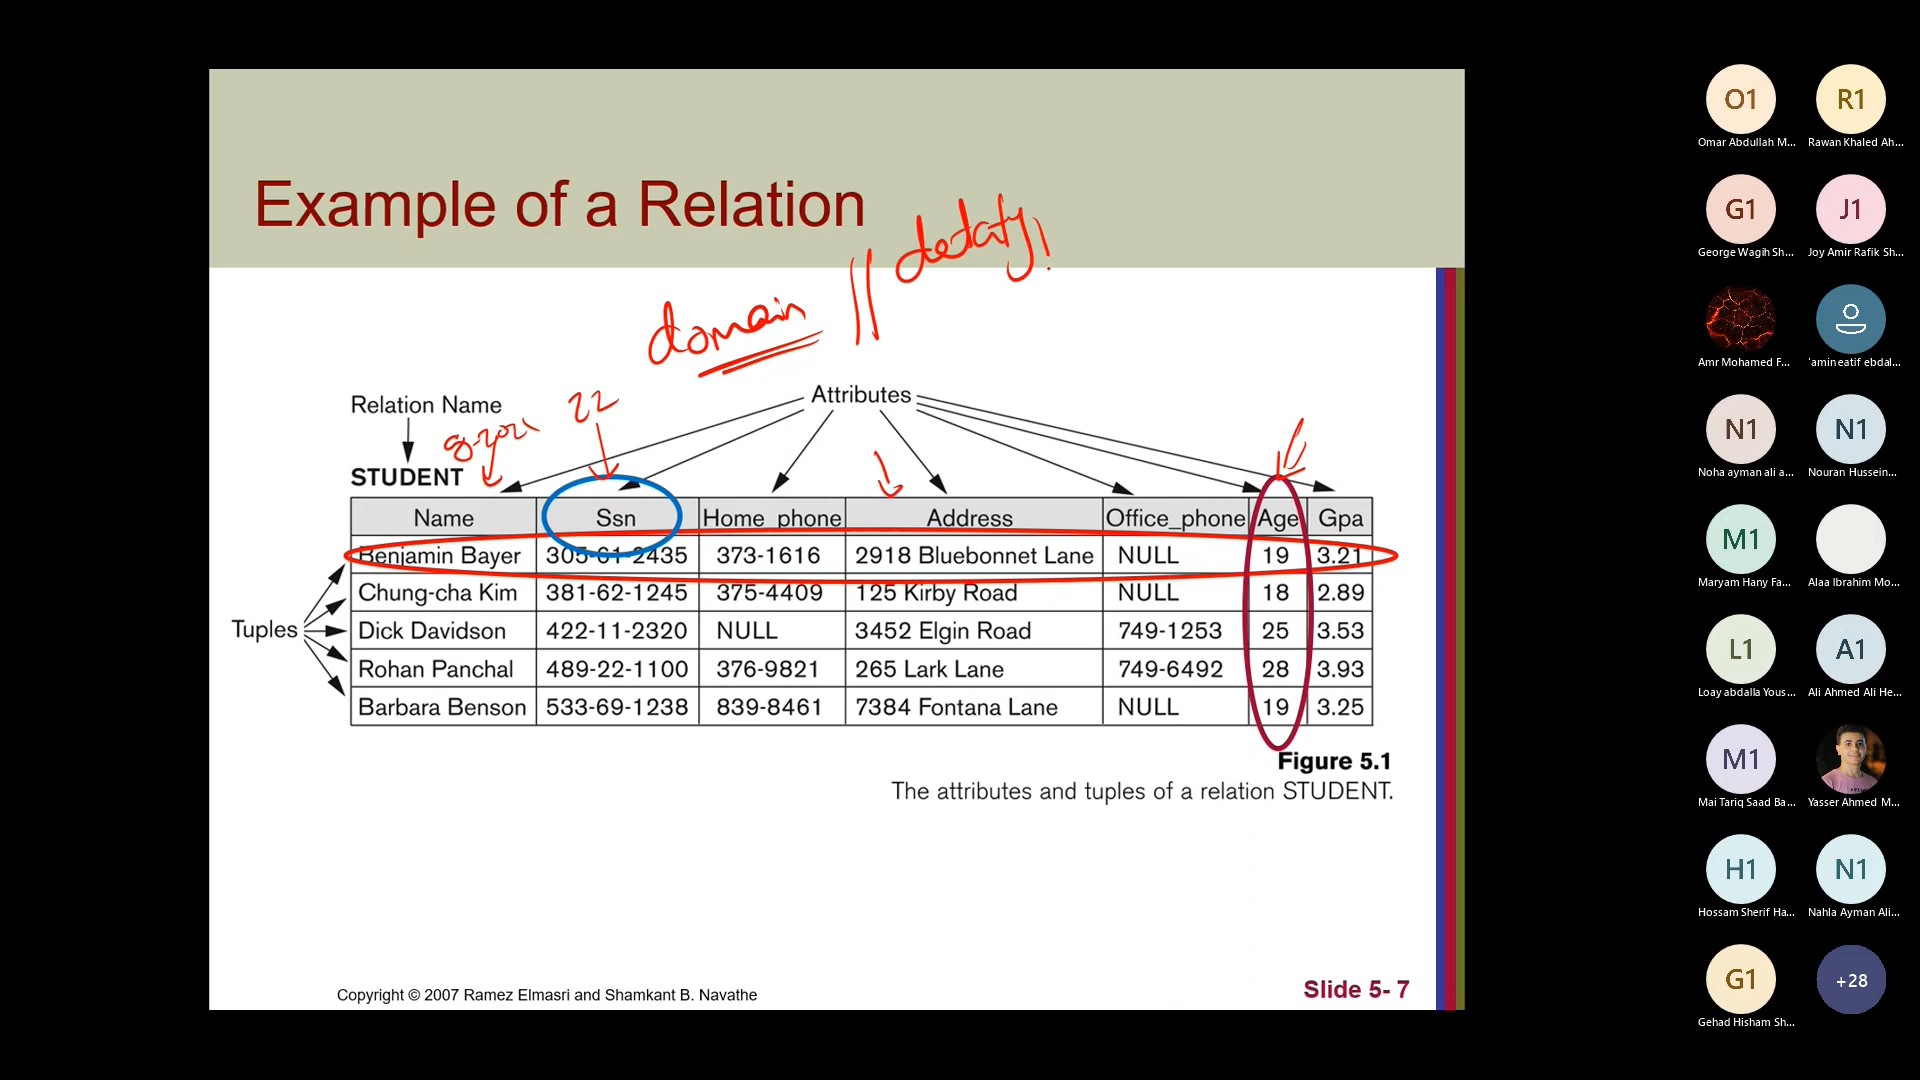 Example of a Relation
domain
Relation Name
22
Attributes
STUDENT
Name Ssn Home_phone Address Office_phone Age Gpa
Benjamin Bayer 305-61-2435 373-1616 2918 Bluebonnet Lane NULL 19 3.21
Chung-cha Kim 381-62-1245 375-4409 125 Kirby Road NULL 18 2.89
Tuples
Dick Davidson 422-11-2320 NULL 3452 Elgin Road 749-1253 25 3.53
Rohan Panchal 489-22-1100 376-9821 265 Lark Lane 749-6492 28 3.93
Barbara Benson 533-69-1238 839-8461 7384 Fontana Lane NULL 19 3.25
Figure 5.1
The attributes and tuples of a relation STUDENT.
Copyright © 2007 Ramez Elmasri and Shamkant B. Navathe
Slide 5- 7
O1 R1
Omar Abdullah M... Rawan Khaled Ah...
G1 J1
George Wagih Sh... Joy Amir Rafik Sh...
Amr Mohamed F... 'amin eatif ebdal...
N1 N1
Noha ayman ali a... Nouran Hussein...
M1
Maryam Hany Fa... Alaa Ibrahim Mo...
L1 A1
Loay abdalla Yous... Ali Ahmed Ali He...
M1
Mai Tariq Saad Ba... Yasser Ahmed M...
H1 N1
Hossam Sherif Ha... Nahla Ayman Ali...
G1 +28
Gehad Hisham Sh...